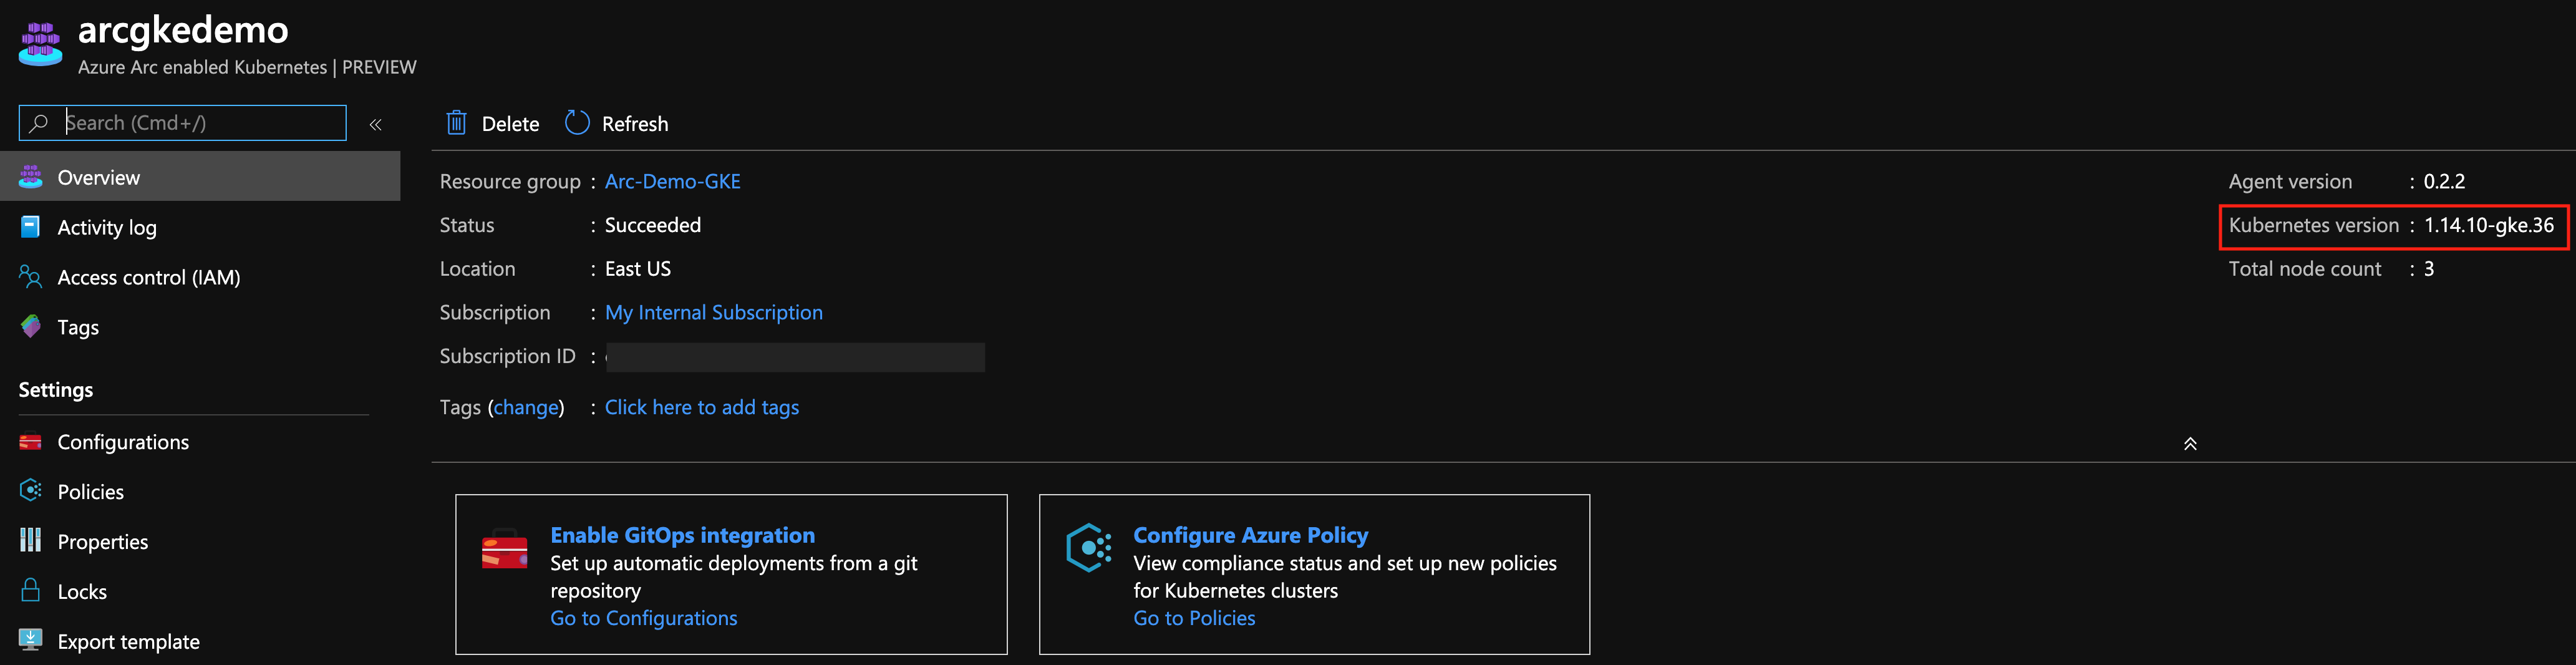 arcgkedemo
Azure Arc enabled Kubernetes | PREVIEW
Search (Cmd+/)
«
Overview
Activity log
Access control (IAM)
Tags
Settings
Configurations
Policies
Properties
Locks
Export template
Delete Refresh
Resource group : Arc-Demo-GKE
Status : Succeeded
Location : East US
Subscription : My Internal Subscription
Subscription ID :
Tags (change) : Click here to add tags
Agent version : 0.2.2
Kubernetes version : 1.14.10-gke.36
Total node count : 3
Enable GitOps integration
Set up automatic deployments from a git
repository
Go to Configurations
Configure Azure Policy
View compliance status and set up new policies
for Kubernetes clusters
Go to Policies